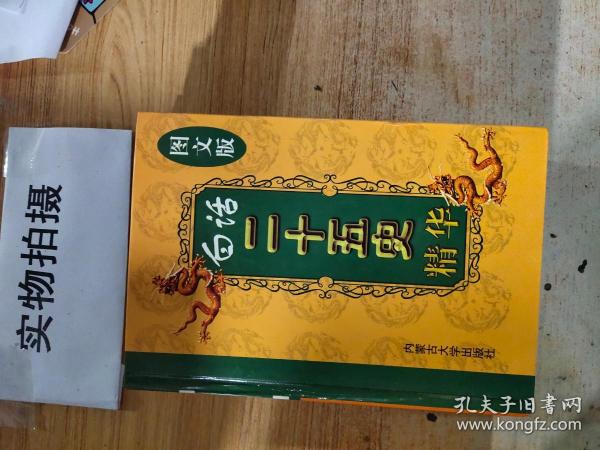 实物拍摄
图文版
白话
二十五史
精华
内蒙古大学出版社
孔夫子旧书网
www.kongfz.com